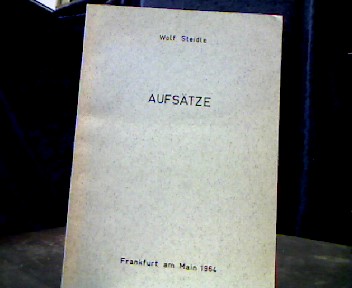 Wolf Steidle
AUFSÄTZE
Frankfurt am Main 1964